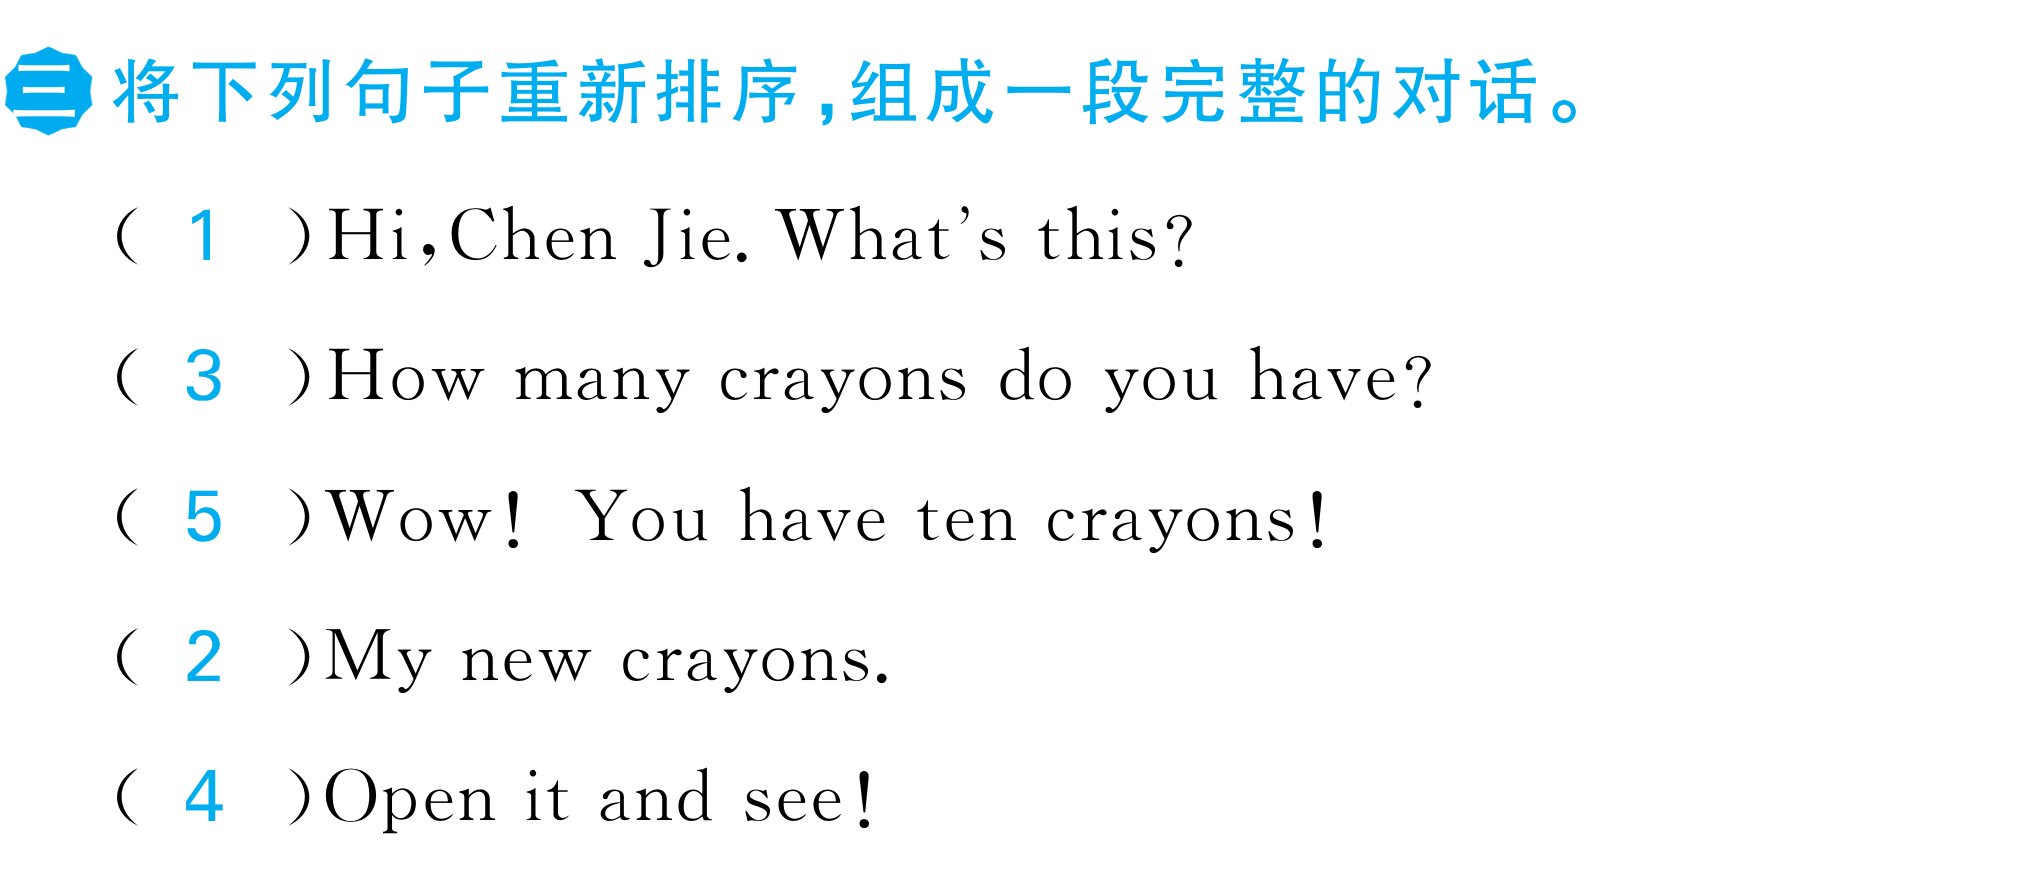 三 将下列句子重新排序,组成一段完整的对话。
( 1 )Hi,Chen Jie. What's this?
( 3 )How many crayons do you have?
( 5 )Wow! You have ten crayons!
( 2 )My new crayons.
( 4 )Open it and see!